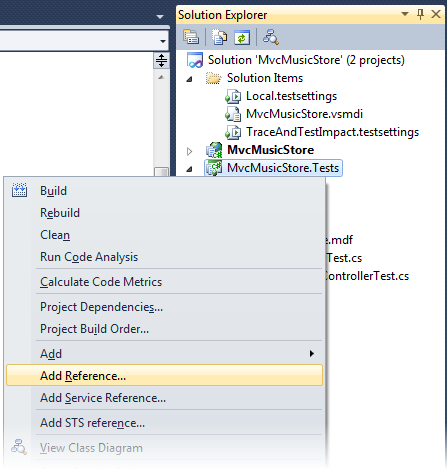 Solution Explorer
Solution 'MvcMusicStore' (2 projects)
Solution Items
Local.testsettings
MvcMusicStore.vsmdi
TraceAndTestImpact.testsettings
MvcMusicStore
MvcMusicStore.Tests
Build
Rebuild
Clean
e.mdf
Run Code Analysis
Test.cs
ControllerTest.cs
Calculate Code Metrics
Project Dependencies...
Project Build Order...
Add
Add Reference...
Add Service Reference...
Add STS reference...
View Class Diagram